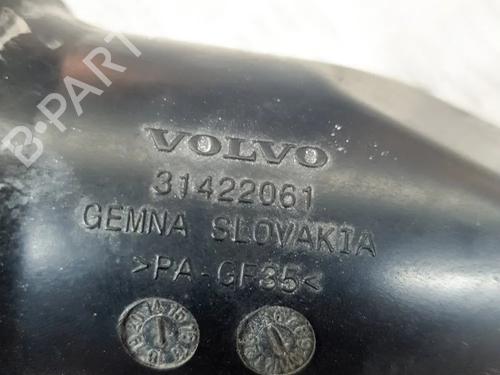 B-PARTS
VOLVO
31422061
GEMNA SLOVAKIA
>PA-GF35<